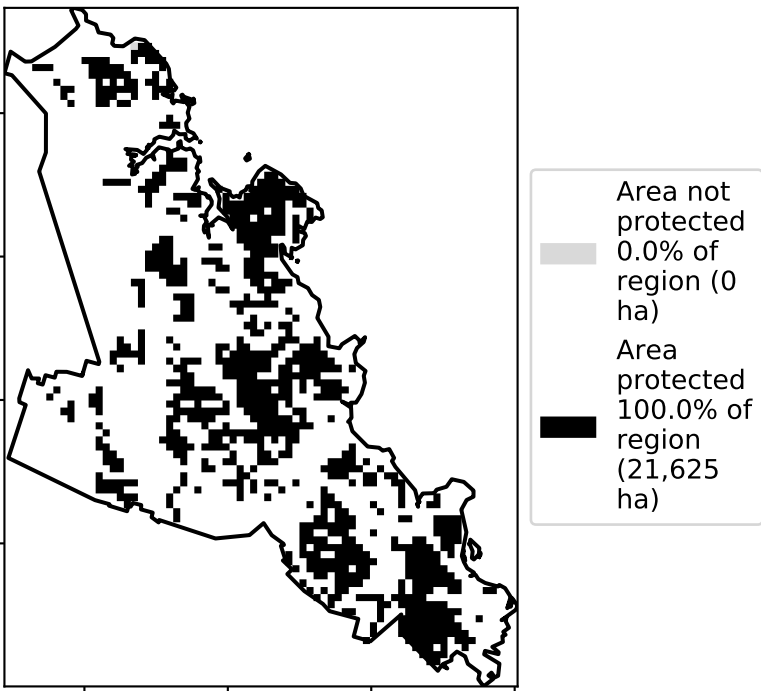 Area not
protected
0.0% of
region (0
ha)
Area
protected
100.0% of
region
(21,625
ha)